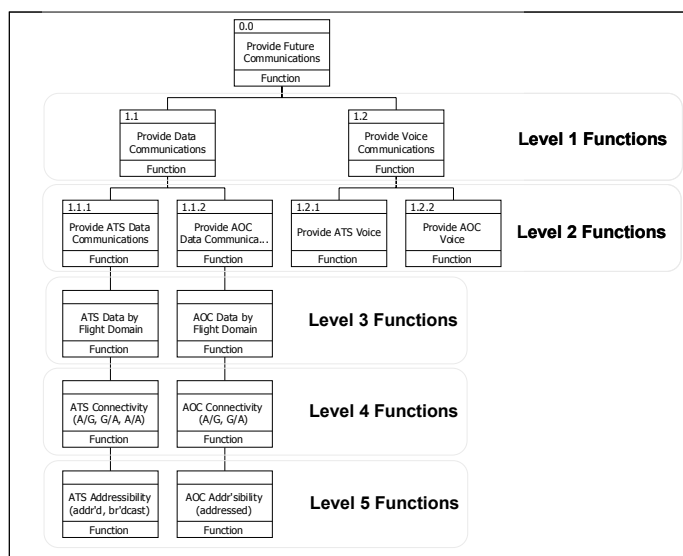 0.0
Provide Future
Communications
Function
1.1
Provide Data
Communications
Function
1.2
Provide Voice
Communications
Function
Level 1 Functions
1.1.1
Provide ATS Data
Communications
Function
1.1.2
Provide AOC
Data Communica...
Function
1.2.1
Provide ATS Voice
Function
1.2.2
Provide AOC
Voice
Function
Level 2 Functions
ATS Data by
Flight Domain
Function
AOC Data by
Flight Domain
Function
Level 3 Functions
ATS Connectivity
(A/G, G/A, A/A)
Function
AOC Connectivity
(A/G, G/A)
Function
Level 4 Functions
ATS Addressibility
(addr'd, br'dcast)
Function
AOC Addr'sibility
(addressed)
Function
Level 5 Functions